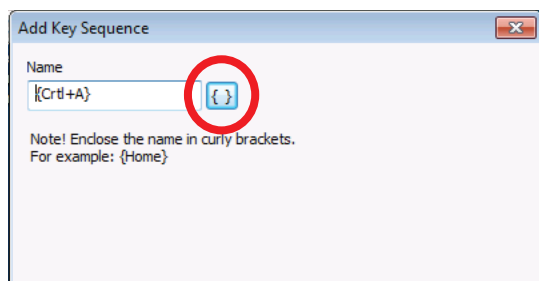 Add Key Sequence
Name
{Crtl+A}
{ }
Note! Enclose the name in curly brackets.
For example: {Home}